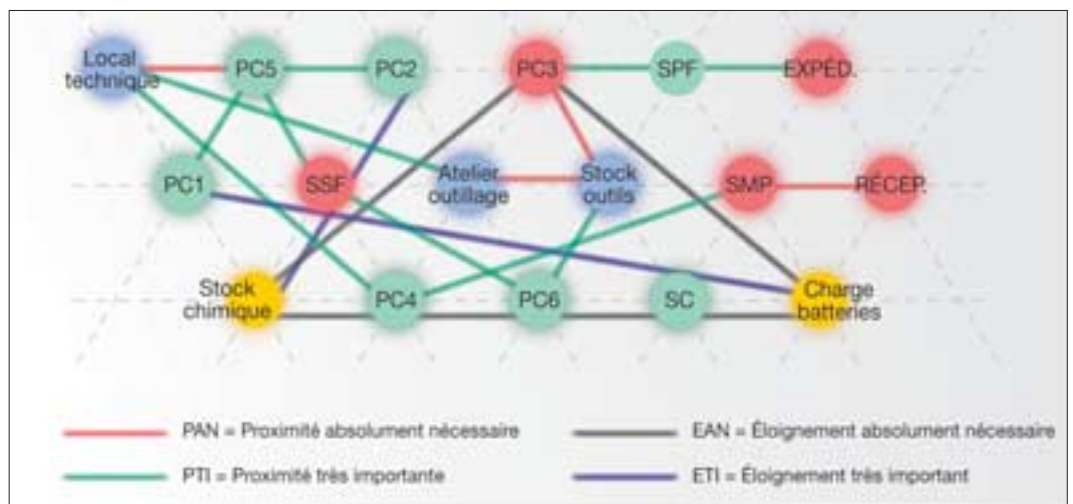 Local
technique
PC5
PC2
PC3
SPF
EXPÉD.
PC1
SSF
Atelier
outillage
Stock
outils
SMP
RÉCEP.
Stock
chimique
PC4
PC6
SC
Charge
batteries
PAN = Proximité absolument nécessaire
EAN = Éloignement absolument nécessaire
PTI = Proximité très importante
ETI = Éloignement très important